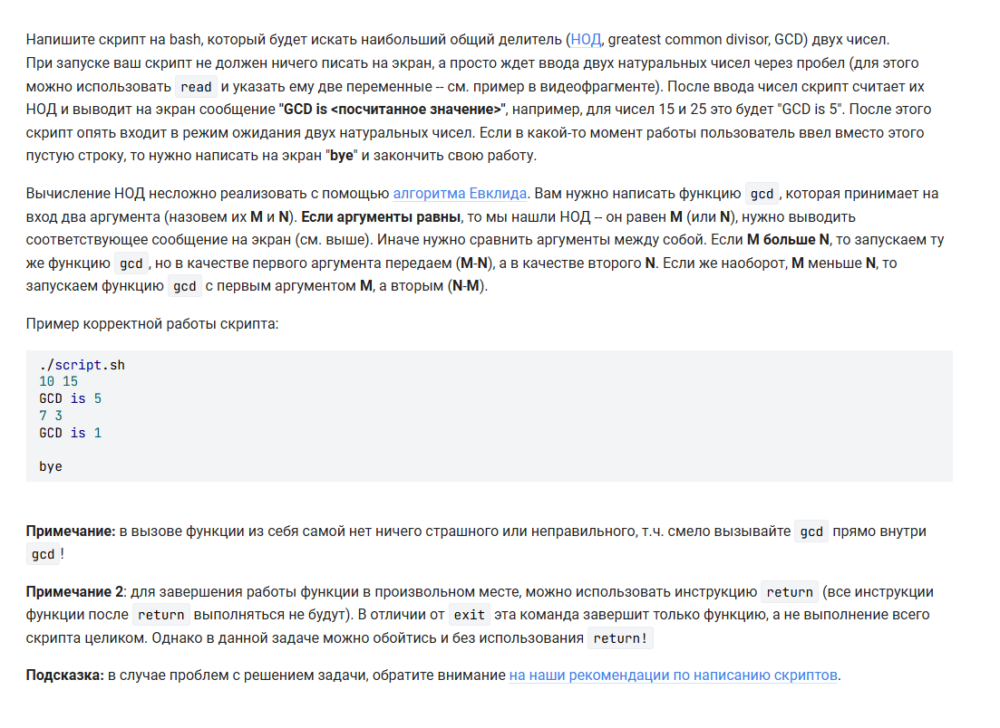 Напишите скрипт на bash, который будет искать наибольший общий делитель (НОД, greatest common divisor, GCD) двух чисел.
При запуске ваш скрипт не должен ничего писать на экран, а просто ждет ввода двух натуральных чисел через пробел (для этого
можно использовать read и указать ему две переменные -- см. пример в видеофрагменте). После ввода чисел скрипт считает их
НОД и выводит на экран сообщение "GCD is <посчитанное значение>", например, для чисел 15 и 25 это будет "GCD is 5". После этого
скрипт опять входит в режим ожидания двух натуральных чисел. Если в какой-то момент работы пользователь ввел вместо этого
пустую строку, то нужно написать на экран "bye" и закончить свою работу.
Вычисление НОД несложно реализовать с помощью алгоритма Евклида. Вам нужно написать функцию gcd, которая принимает на
вход два аргумента (назовем их M и N). Если аргументы равны, то мы нашли НОД -- он равен M (или N), нужно выводить
соответствующее сообщение на экран (см. выше). Иначе нужно сравнить аргументы между собой. Если M больше N, то запускаем ту
же функцию gcd, но в качестве первого аргумента передаем (M-N), а в качестве второго N. Если же наоборот, M меньше N, то
запускаем функцию gcd с первым аргументом M, а вторым (N-M).
Пример корректной работы скрипта:
./script.sh
10 15
GCD is 5
7 3
GCD is 1
bye
Примечание: в вызове функции из себя самой нет ничего страшного или неправильного, т.ч. смело вызывайте gcd прямо внутри
gcd!
Примечание 2: для завершения работы функции в произвольном месте, можно использовать инструкцию return (все инструкции
функции после return выполняться не будут). В отличии от exit эта команда завершит только функцию, а не выполнение всего
скрипта целиком. Однако в данной задаче можно обойтись и без использования return!
Подсказка: в случае проблем с решением задачи, обратите внимание на наши рекомендации по написанию скриптов.